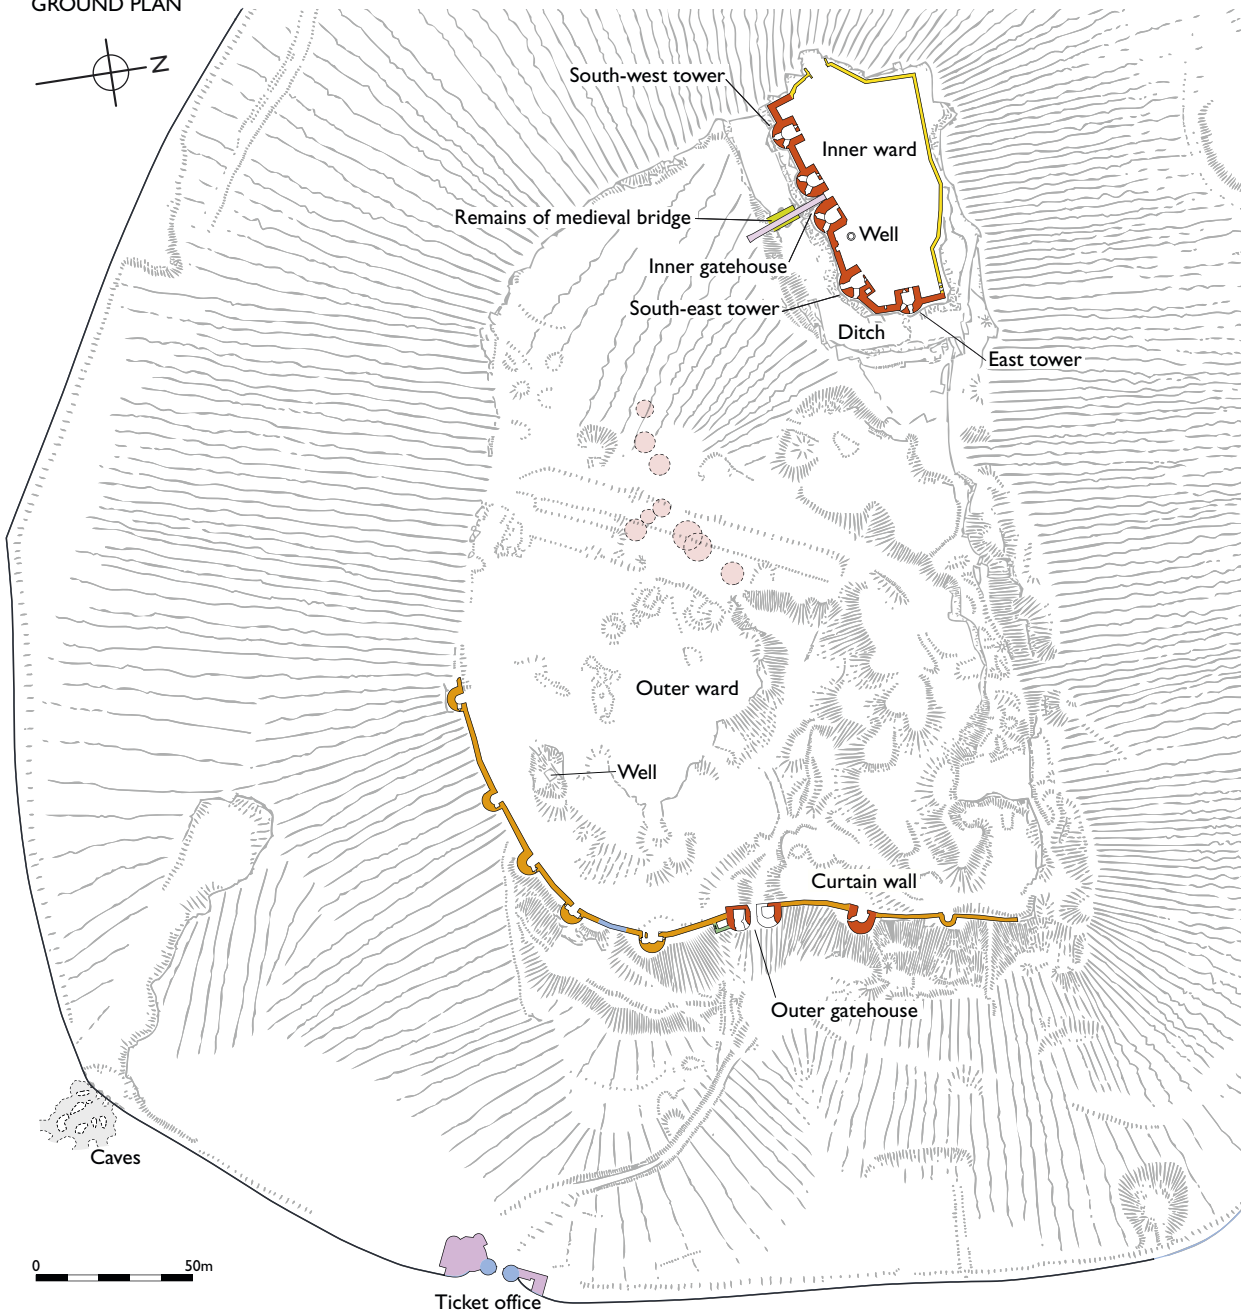 GROUND PLAN
N
South-west tower
Inner ward
Remains of medieval bridge
Well
Inner gatehouse
South-east tower
Ditch
East tower
Outer ward
Well
Curtain wall
Outer gatehouse
Caves
0 50m
Ticket office